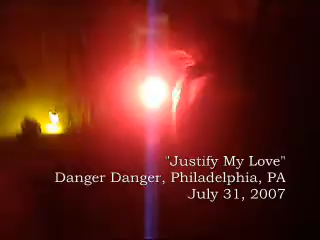 "Justify My Love"
Danger Danger, Philadelphia, PA
July 31, 2007